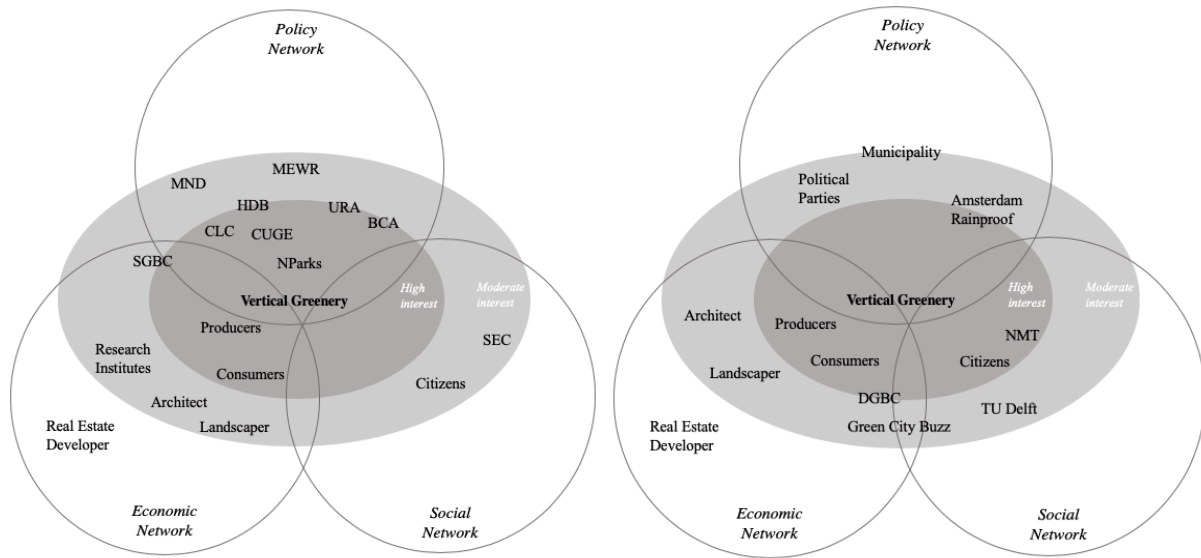 Policy
Network
MEWR
MND
HDB
URA
BCA
CLC
CUGE
SGBC
NParks
High
interest
Moderate
interest
Vertical Greenery
Producers
SEC
Research
Institutes
Consumers
Citizens
Architect
Landscaper
Real Estate
Developer
Economic
Network
Social
Network
Policy
Network
Municipality
Political
Parties
Amsterdam
Rainproof
High
interest
Moderate
interest
Vertical Greenery
Architect
Producers
NMT
Consumers
Citizens
Landscaper
DGBC
TU Delft
Green City Buzz
Real Estate
Developer
Economic
Network
Social
Network